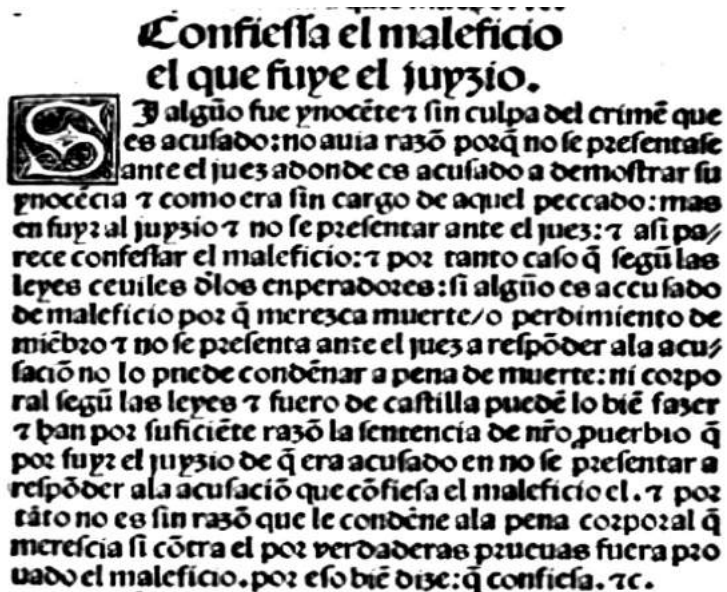 Confiessa el maleficio
el que fuye el juyzio.
SI algũo fue ynocẽte ⁊ sin culpa del crimẽ que
es acusado: no auia razõ porq̃ no se presentase
ante el juez adonde es acusado a demostrar su
ynocẽcia ⁊ como era sin cargo de aquel peccado: mas
en fuyr al juyzio ⁊ no se presentar ante el juez: ⁊ asi pa/
rece confessar el maleficio: ⁊ por tanto caso q̃ segũ las
leyes ceuiles d̃los enperadores: si algũo es accusado
de maleficio por q̃ merezca muerte/o perdimiento de
miẽbro ⁊ no se presenta ante el juez a respõder ala acu/
saciõ no lo puede condẽnar a pena de muerte: ni corpo
ral segũ las leyes ⁊ fuero de castilla puedẽ lo biẽ fazer
⁊ han por suficiẽte razõ la sentencia de nr̃o ꝓuerbio q̃
por fuyr el juyzio de q̃ era acusado en no se presentar a
respõder ala acusaciõ que cõfiesa el maleficio el. ⁊ por
tãto no es sin razõ que le condẽne ala pena corporal q̃
merescia si cõtra el por verdaderas prueuas fuera pro
uado el maleficio. por eso biẽ dize: q̃ confiesa. ⁊c.